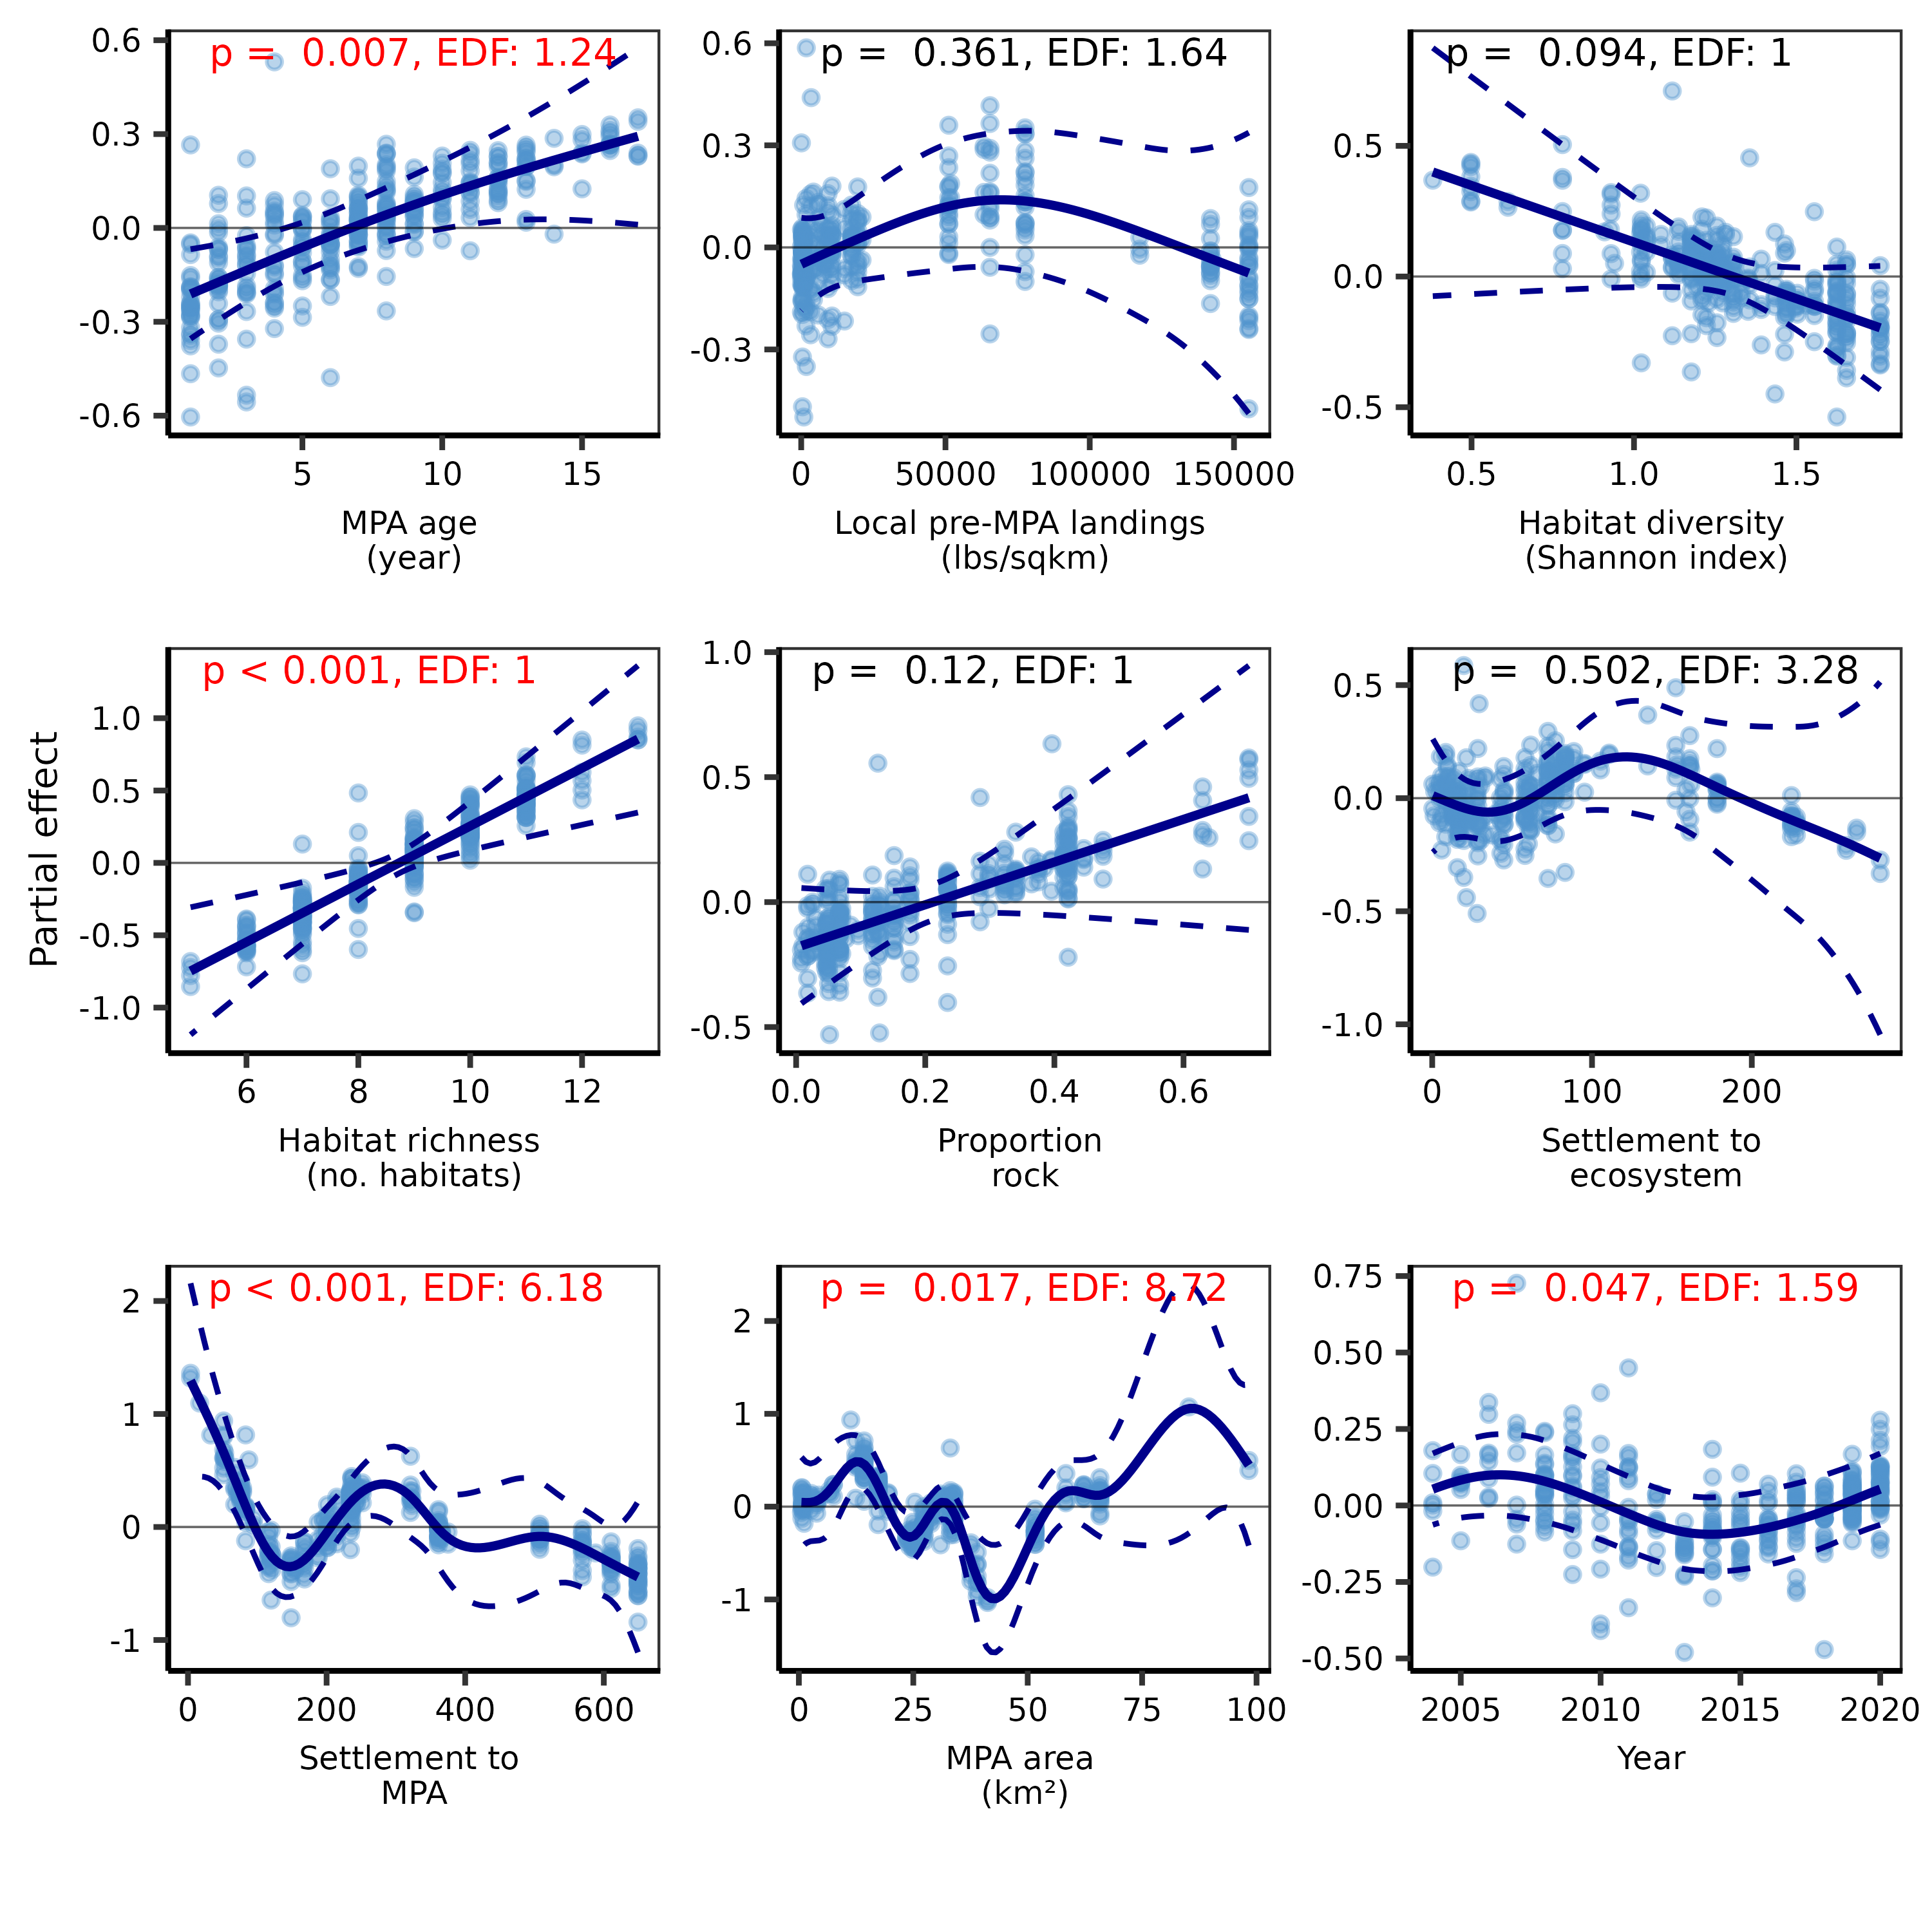 p =  0.007, EDF: 1.24
0.6
0.3
0.0
-0.3
-0.6
5 10 15
MPA age
(year)
p =  0.361, EDF: 1.64
0.6
0.3
0.0
-0.3
0 50000 100000 150000
Local pre-MPA landings
(lbs/sqkm)
p =  0.094, EDF: 1
0.5
0.0
-0.5
0.5 1.0 1.5
Habitat diversity
(Shannon index)
Partial effect
p < 0.001, EDF: 1
1.0
0.5
0.0
-0.5
-1.0
6 8 10 12
Habitat richness
(no. habitats)
p =  0.12, EDF: 1
1.0
0.5
0.0
-0.5
0.0 0.2 0.4 0.6
Proportion
rock
p =  0.502, EDF: 3.28
0.5
0.0
-0.5
-1.0
0 100 200
Settlement to
ecosystem
p < 0.001, EDF: 6.18
2
1
0
-1
0 200 400 600
Settlement to
MPA
p =  0.017, EDF: 8.72
2
1
0
-1
0 25 50 75 100
MPA area
(km²)
p =  0.047, EDF: 1.59
0.75
0.50
0.25
0.00
-0.25
-0.50
2005 2010 2015 2020
Year